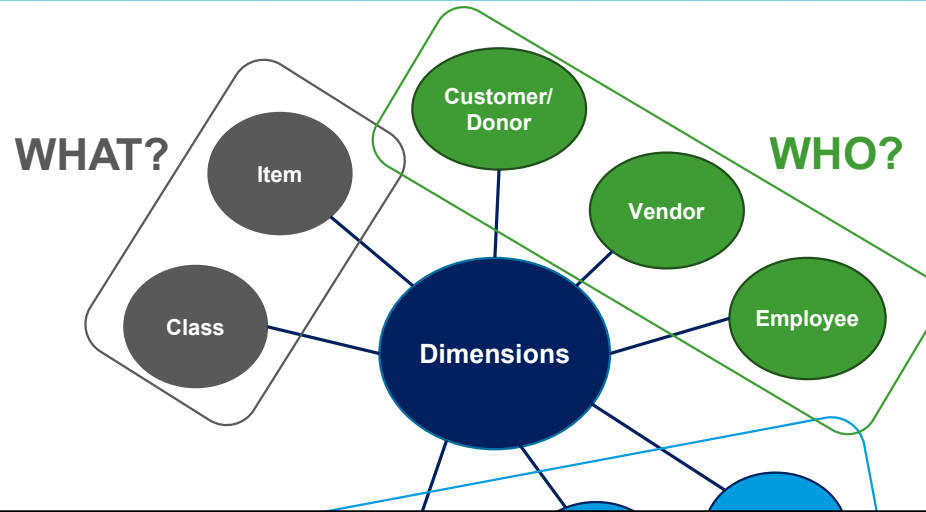 WHAT?
Item
Class
Customer/
Donor
WHO?
Vendor
Employee
Dimensions